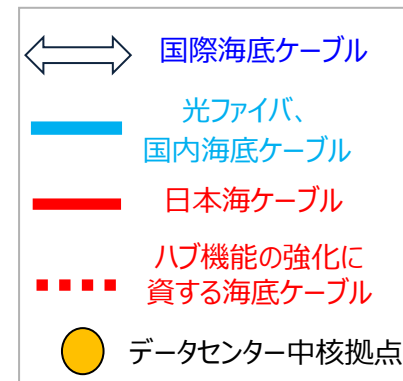 国際海底ケーブル
光ファイバ、
国内海底ケーブル
日本海ケーブル
ハブ機能の強化に
資する海底ケーブル
データセンター中核拠点